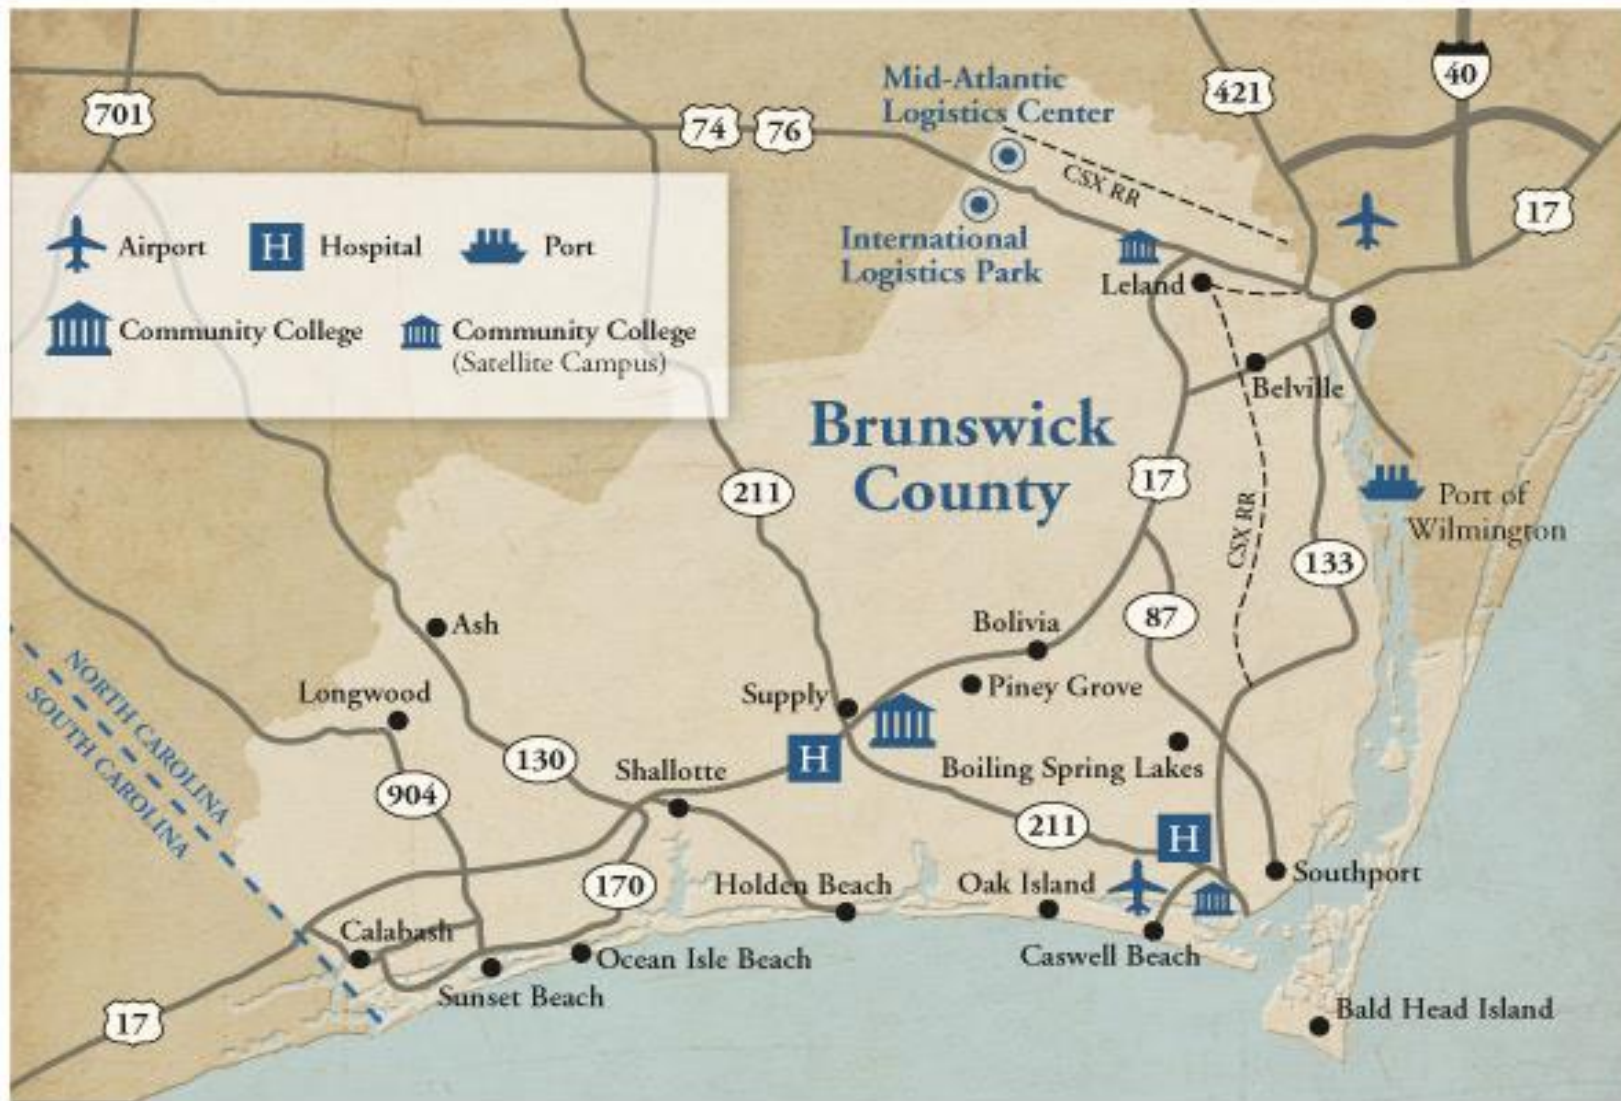 701
74
76
Mid-Atlantic
Logistics Center
421
40
CSX RR
17
International
Logistics Park
Airport
H
Hospital
Port
Community College
Community College
(Satellite Campus)
Leland
Belville
Brunswick
County
211
17
CSX RR
Port of
Wilmington
133
87
Ash
Bolivia
Piney Grove
Longwood
Supply
NORTH CAROLINA
SOUTH CAROLINA
130
Shallotte
H
Boiling Spring Lakes
904
211
H
170
Holden Beach
Oak Island
Southport
Calabash
Ocean Isle Beach
Caswell Beach
Sunset Beach
17
Bald Head Island